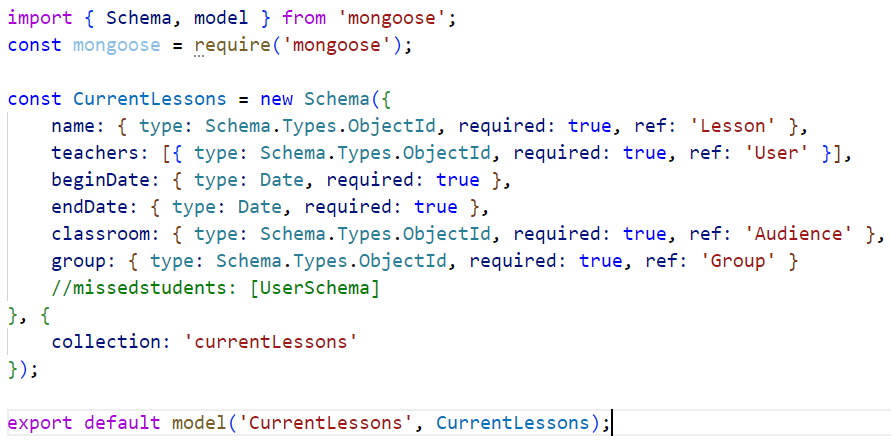 import { Schema, model } from 'mongoose';
const mongoose = require('mongoose');
const CurrentLessons = new Schema({
    name: { type: Schema.Types.ObjectId, required: true, ref: 'Lesson' },
    teachers: [{ type: Schema.Types.ObjectId, required: true, ref: 'User' }],
    beginDate: { type: Date, required: true },
    endDate: { type: Date, required: true },
    classroom: { type: Schema.Types.ObjectId, required: true, ref: 'Audience' },
    group: { type: Schema.Types.ObjectId, required: true, ref: 'Group' }
    //missedstudents: [UserSchema]
}, {
    collection: 'currentLessons'
});
export default model('CurrentLessons', CurrentLessons);